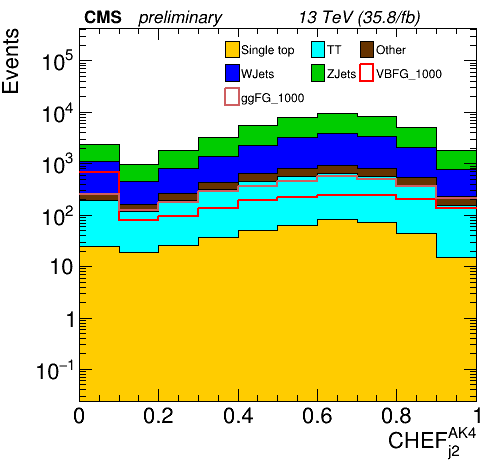 CMS preliminary 13 TeV (35.8/fb)
Events
Single top TT Other
WJets ZJets VBFG_1000
ggFG_1000
10^5
10^4
10^3
10^2
10
1
10^−1
0 0.2 0.4 0.6 0.8 1
CHEF^AK4_j2